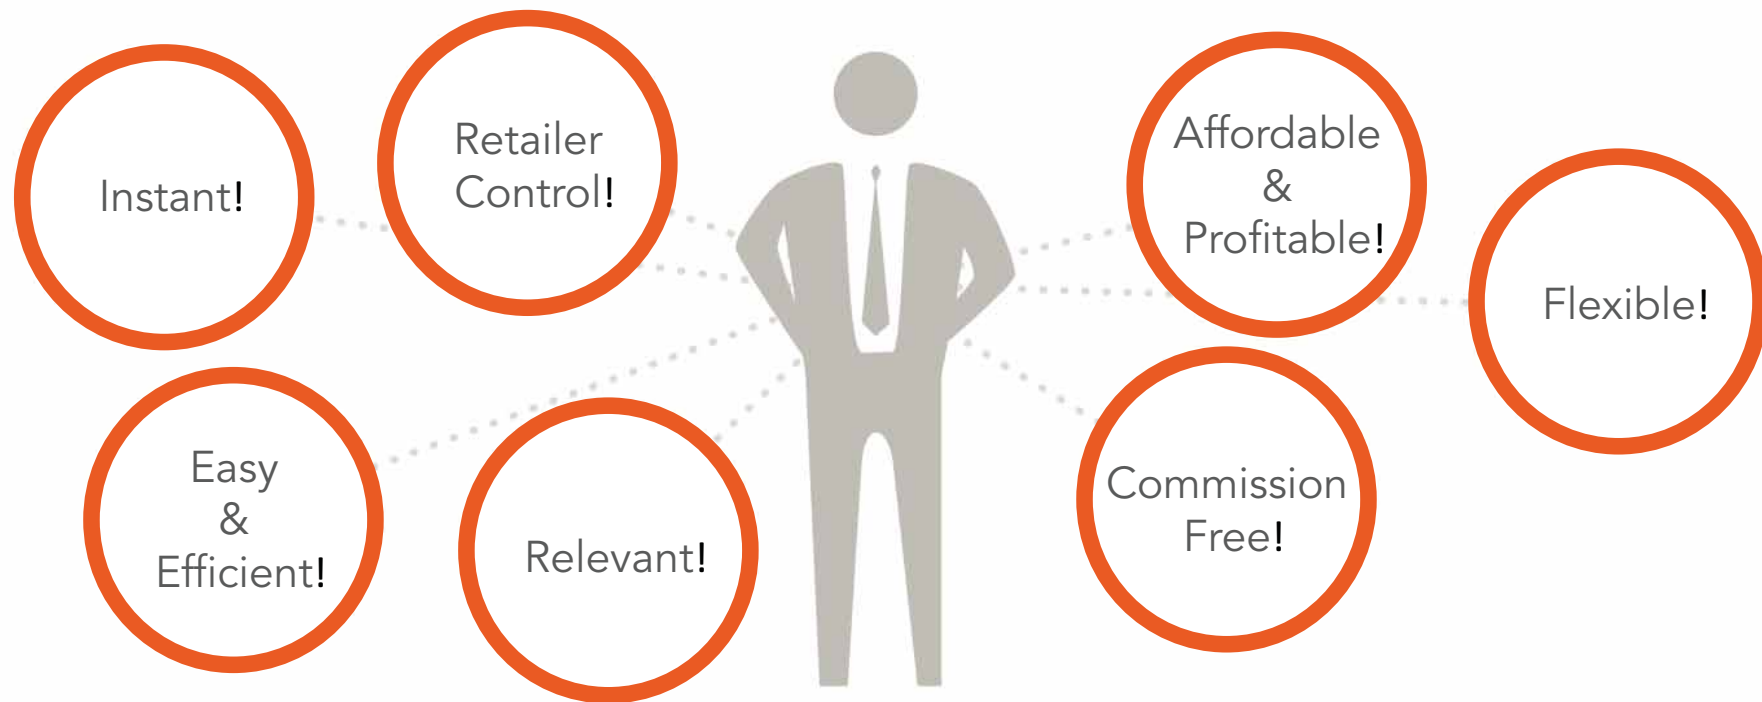 Instant!
Retailer
Control!
Affordable
&
Profitable!
Flexible!
Easy
&
Efficient!
Relevant!
Commission
Free!